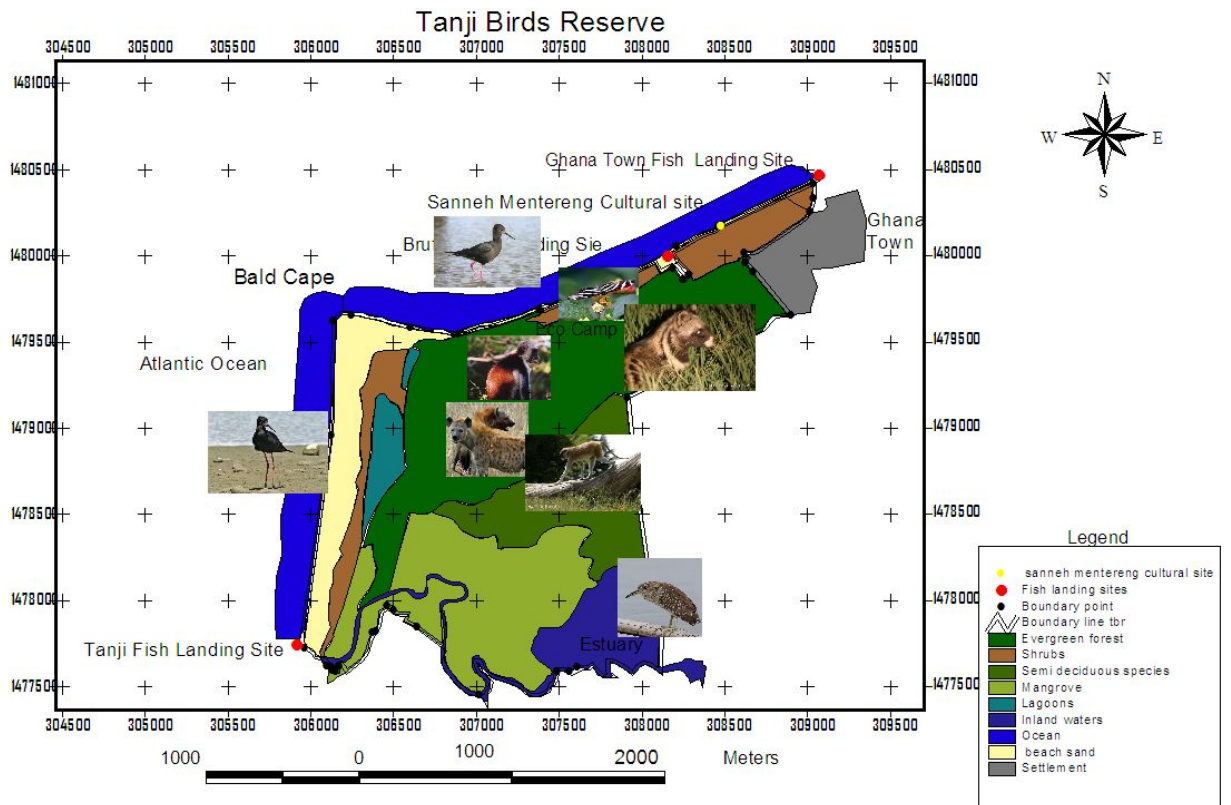 Tanji Birds Reserve
304500 305000 305500 306000 306500 307000 307500 308000 308500 309000 309500
1481000 1481000
N
W E
S
Ghana Town Fish Landing Site
1480500 1480500
Sanneh Mentereng Cultural site
Ghana
Town
Bru ding Sie
1480000 1480000
Bald Cape
Eco Camp
1479500 1479500
Atlantic Ocean
1479000 1479000
1478500 1478500
1478000 1478000
Tanji Fish Landing Site
Estuary
1477500 1477500
304500 305000 305500 306000 306500 307000 307500 308000 308500 309000 309500
1000 0 1000 2000 Meters
Legend
sanneh mentereng cultural site
Fish landing sites
Boundary point
Boundary line tbr
Evergreen forest
Shrubs
Semi deciduous species
Mangrove
Lagoons
Inland waters
Ocean
beach sand
Settlement